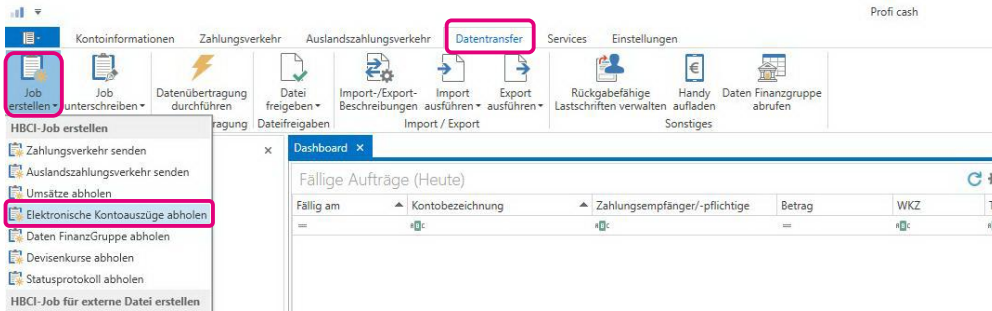 Profi cash
Kontoinformationen Zahlungsverkehr Auslandszahlungsverkehr Datentransfer Services Einstellungen
Job erstellen
Job unterschreiben
Datenübertragung durchführen
Datei freigeben
Import-/Export-Beschreibungen
Import ausführen
Export ausführen
Rückgabefähige Lastschriften verwalten
Handy aufladen
Daten Finanzgruppe abrufen
ragung Dateifreigaben Import / Export Sonstiges
HBCI-Job erstellen
Zahlungsverkehr senden
Auslandszahlungsverkehr senden
Umsätze abholen
Elektronische Kontoauszüge abholen
Daten FinanzGruppe abholen
Devisenkurse abholen
Statusprotokoll abholen
HBCI-Job für externe Datei erstellen
Dashboard
Fällige Aufträge (Heute)
Fällig am Kontobezeichnung Zahlungsempfänger/-pflichtige Betrag WKZ